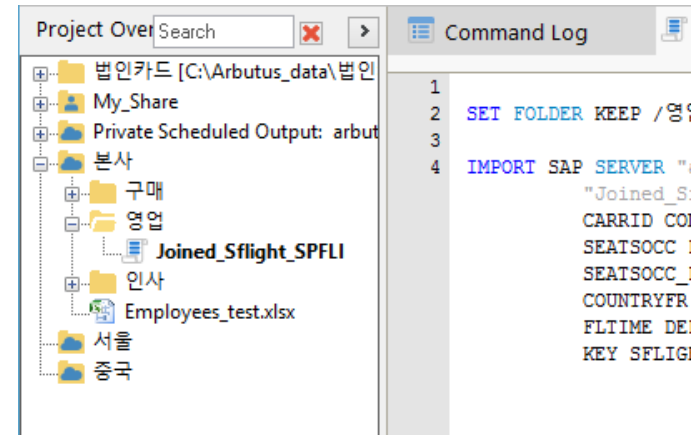 Project Over
Search
Command Log
법인카드 [C:\Arbutus_data\법인
My_Share
Private Scheduled Output: arbut
본사
구매
영업
Joined_Sflight_SPFLI
인사
Employees_test.xlsx
서울
중국
1
2 SET FOLDER KEEP /영
3
4 IMPORT SAP SERVER "
"Joined_S
CARRID
SEATSOCC
SEATSOCC_
COUNTRYFR
FLTIME
KEY SFLIG